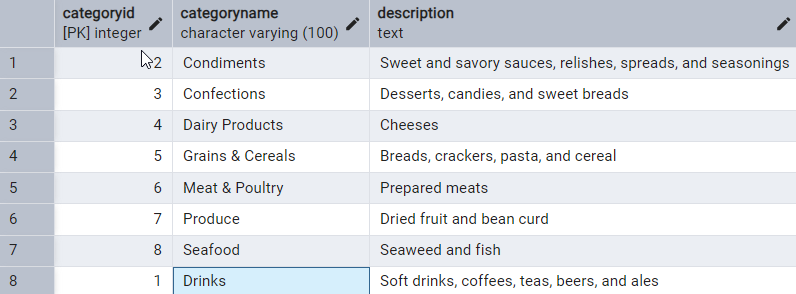 categoryid categoryname description
[PK] integer character varying (100) text
1 2 Condiments Sweet and savory sauces, relishes, spreads, and seasonings
2 3 Confections Desserts, candies, and sweet breads
3 4 Dairy Products Cheeses
4 5 Grains & Cereals Breads, crackers, pasta, and cereal
5 6 Meat & Poultry Prepared meats
6 7 Produce Dried fruit and bean curd
7 8 Seafood Seaweed and fish
8 1 Drinks Soft drinks, coffees, teas, beers, and ales